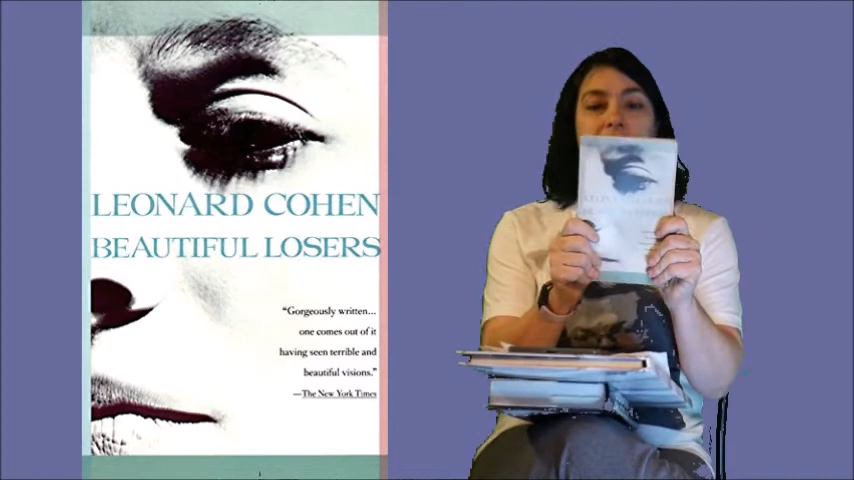 LEONARD COHEN
BEAUTIFUL LOSERS
“Gorgeously written...
one comes out of it
having seen terrible and
beautiful visions.”
—The New York Times